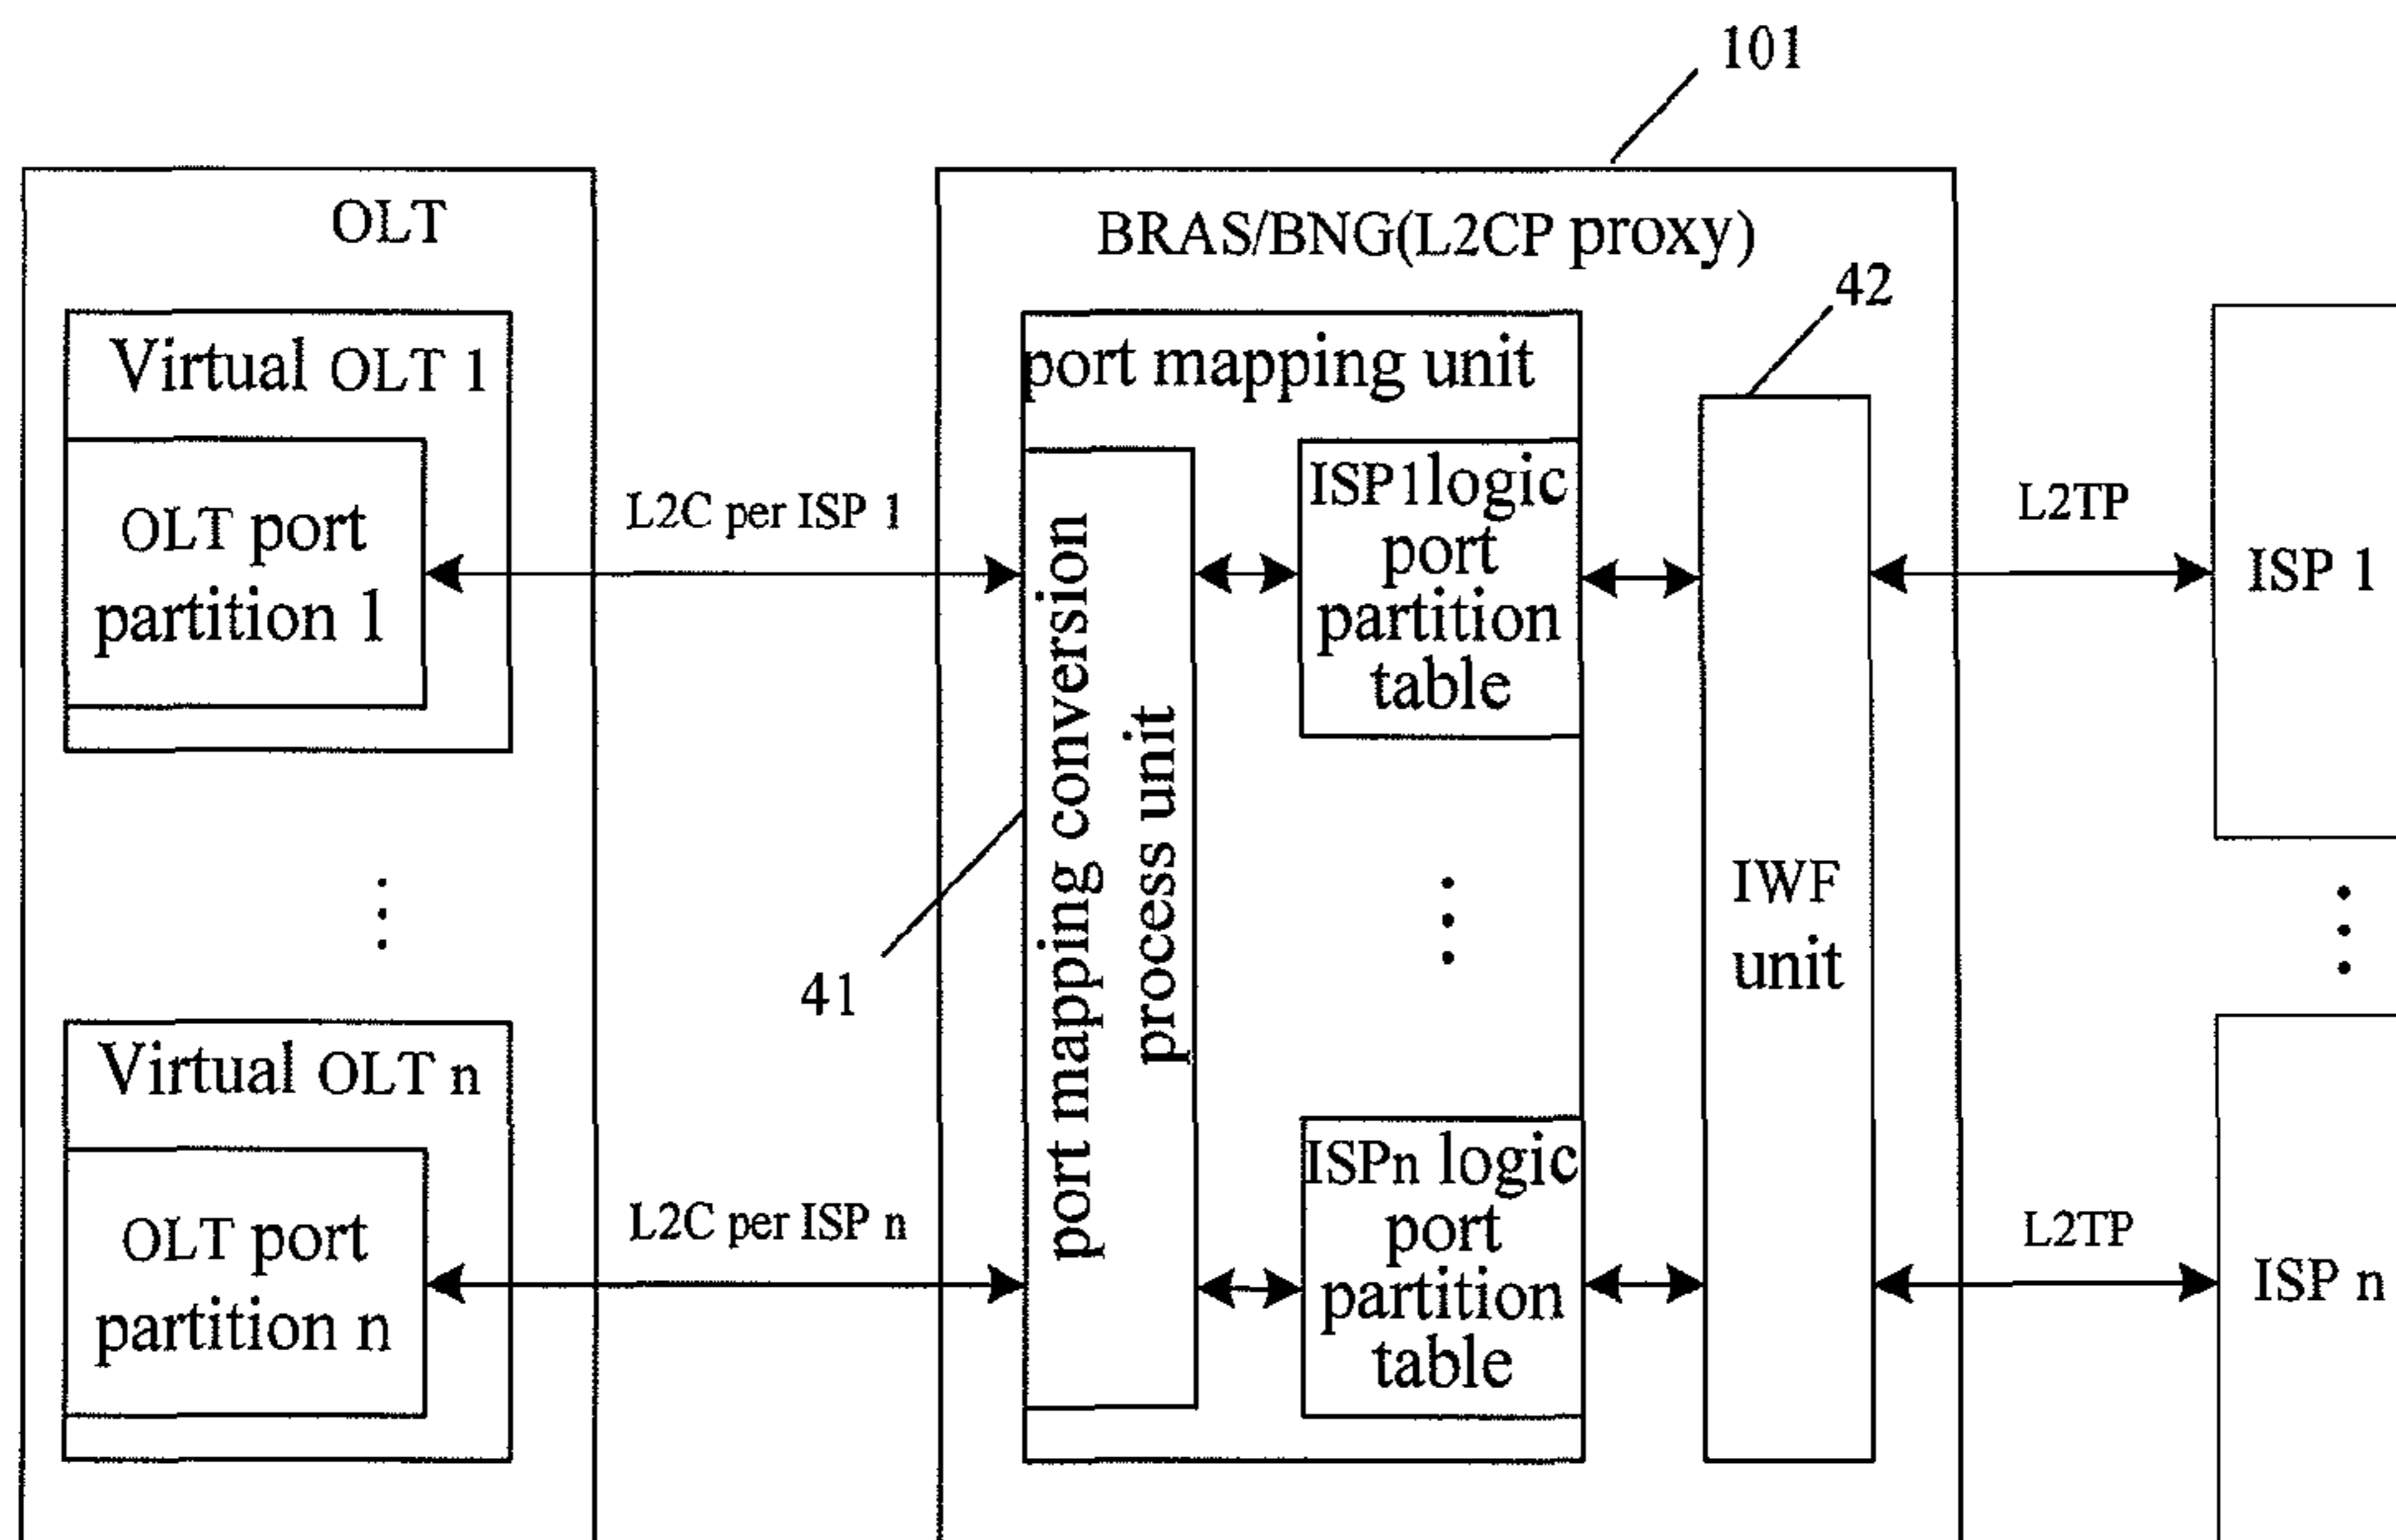 101
OLT
BRAS/BNG(L2CP proxy)
42
Virtual OLT 1
port mapping unit
OLT port
partition 1
L2C per ISP 1
port mapping conversion
process unit
ISP1logic
port
partition
table
L2TP
ISP 1
IWF
unit
41
Virtual OLT n
OLT port
partition n
L2C per ISP n
ISPn logic
port
partition
table
L2TP
ISP n